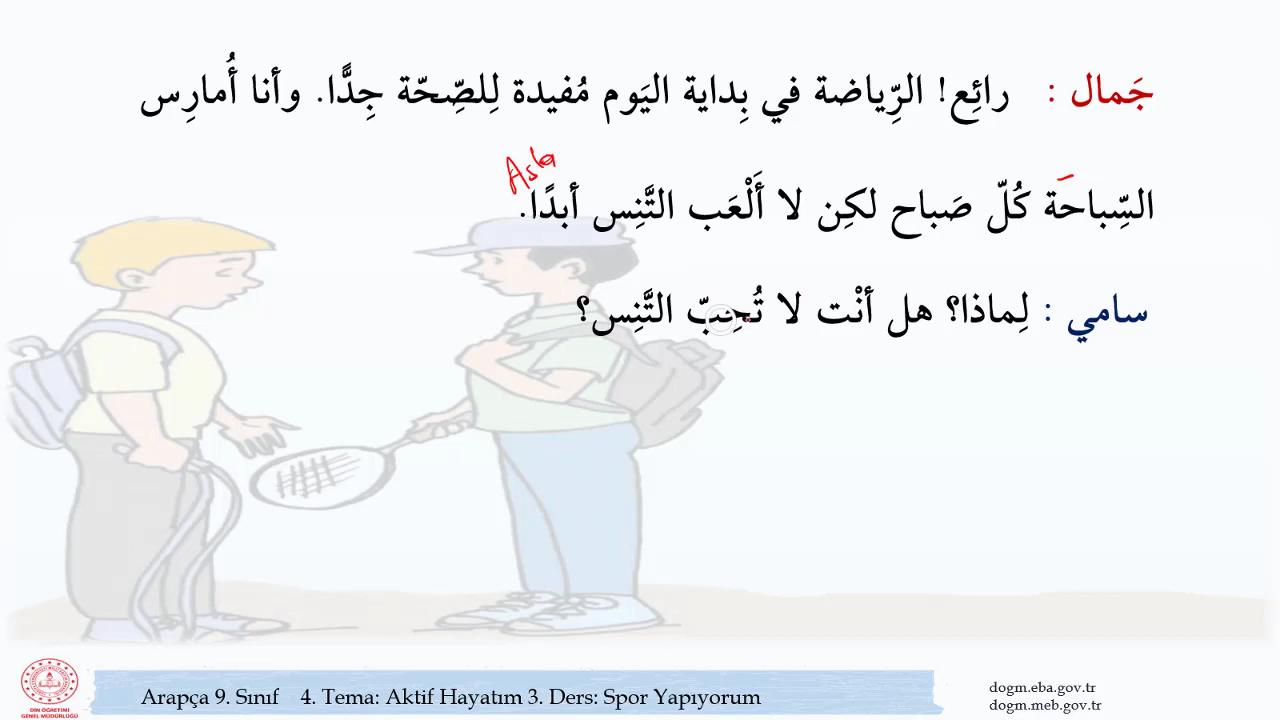 جَمال : رائِع! الرِّياضة في بِداية اليَوم مُفيدة لِلصِّحّة جِدًّا. وأنا أُمارِس
Asla
السِّباحَة كُلّ صَباح لكِن لا أَلْعَب التَّنِس أبدًا.
سامي : لِماذا؟ هل أنْت لا تُحِبّ التَّنِس؟
DİN ÖĞRETİMİ
GENEL MÜDÜRLÜĞÜ
Arapça 9. Sınıf 4. Tema: Aktif Hayatım 3. Ders: Spor Yapıyorum
dogm.eba.gov.tr
dogm.meb.gov.tr